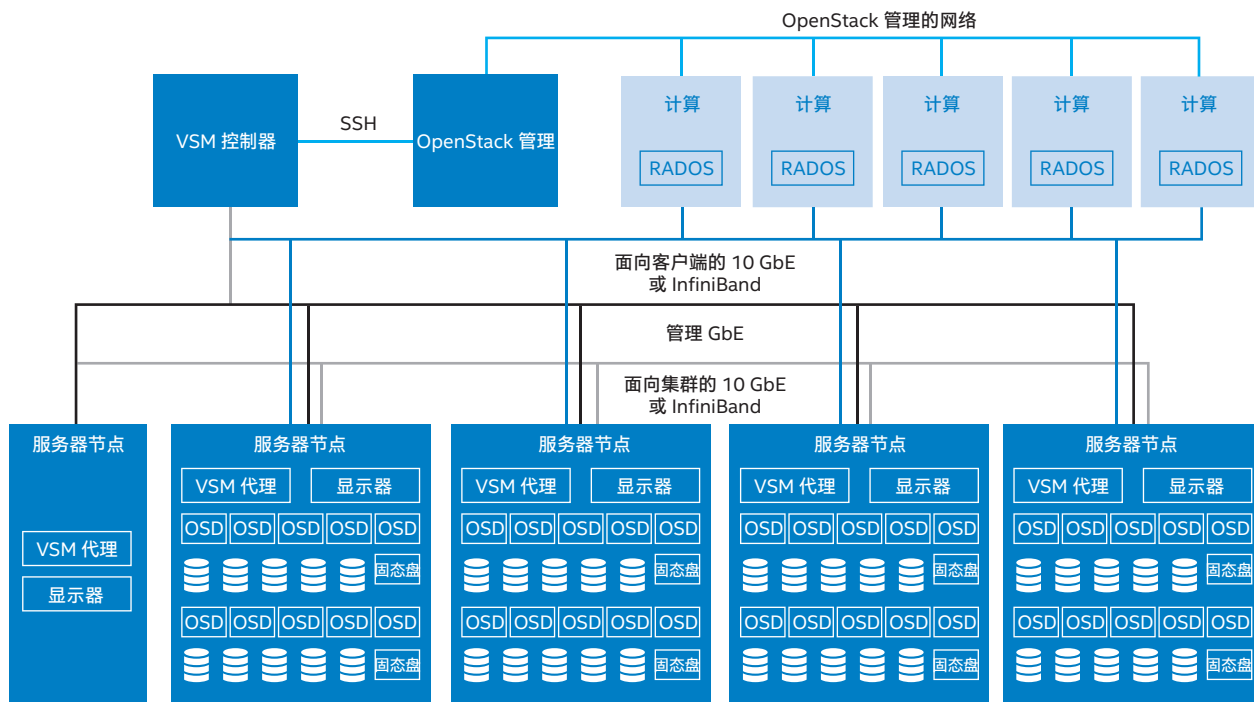 OpenStack 管理的网络
VSM 控制器
SSH
OpenStack 管理
计算
计算
计算
计算
计算
RADOS
RADOS
RADOS
RADOS
RADOS
面向客户端的 10 GbE
或 InfiniBand
管理 GbE
面向集群的 10 GbE
或 InfiniBand
服务器节点
VSM 代理
显示器
服务器节点
VSM 代理
显示器
OSD OSD OSD OSD OSD
固态盘
OSD OSD OSD OSD OSD
固态盘
服务器节点
VSM 代理
显示器
OSD OSD OSD OSD OSD
固态盘
OSD OSD OSD OSD OSD
固态盘
服务器节点
VSM 代理
显示器
OSD OSD OSD OSD OSD
固态盘
OSD OSD OSD OSD OSD
固态盘
服务器节点
VSM 代理
显示器
OSD OSD OSD OSD OSD
固态盘
OSD OSD OSD OSD OSD
固态盘